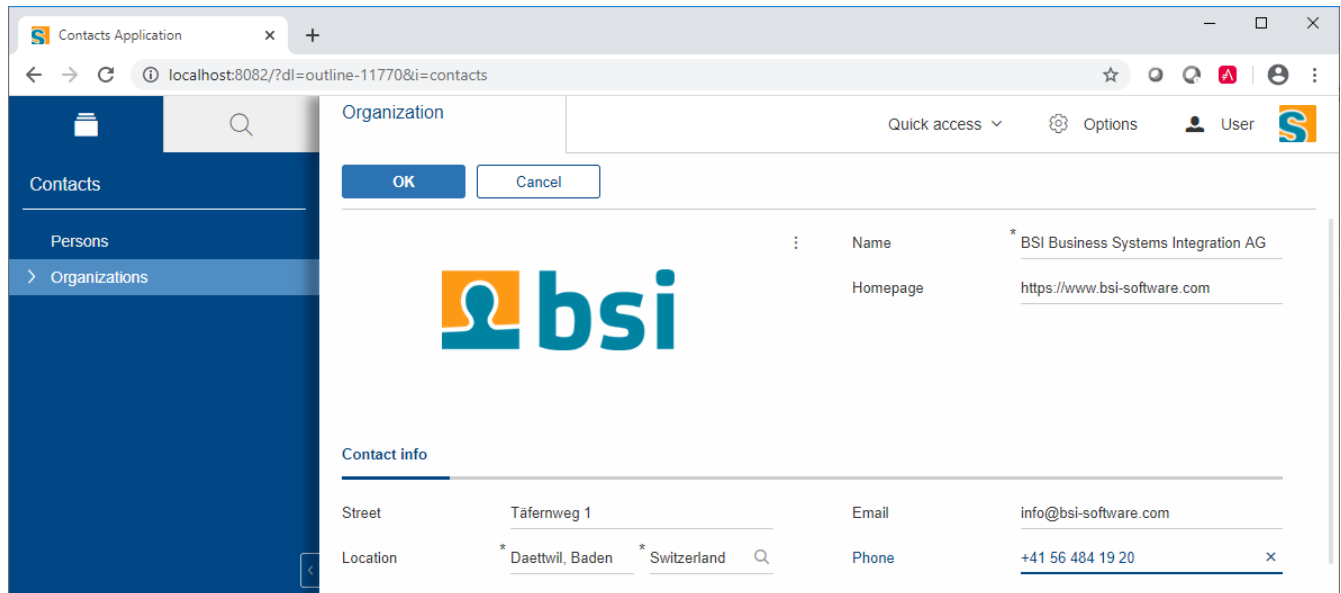 Contacts Application
localhost:8082/?dl=outline-11770&i=contacts
Organization
Quick access
Options
User
Contacts
OK
Cancel
Persons
Organizations
bsi
Name * BSI Business Systems Integration AG
Homepage https://www.bsi-software.com
Contact info
Street Täfernweg 1
Email info@bsi-software.com
Location * Daettwil, Baden * Switzerland
Phone +41 56 484 19 20